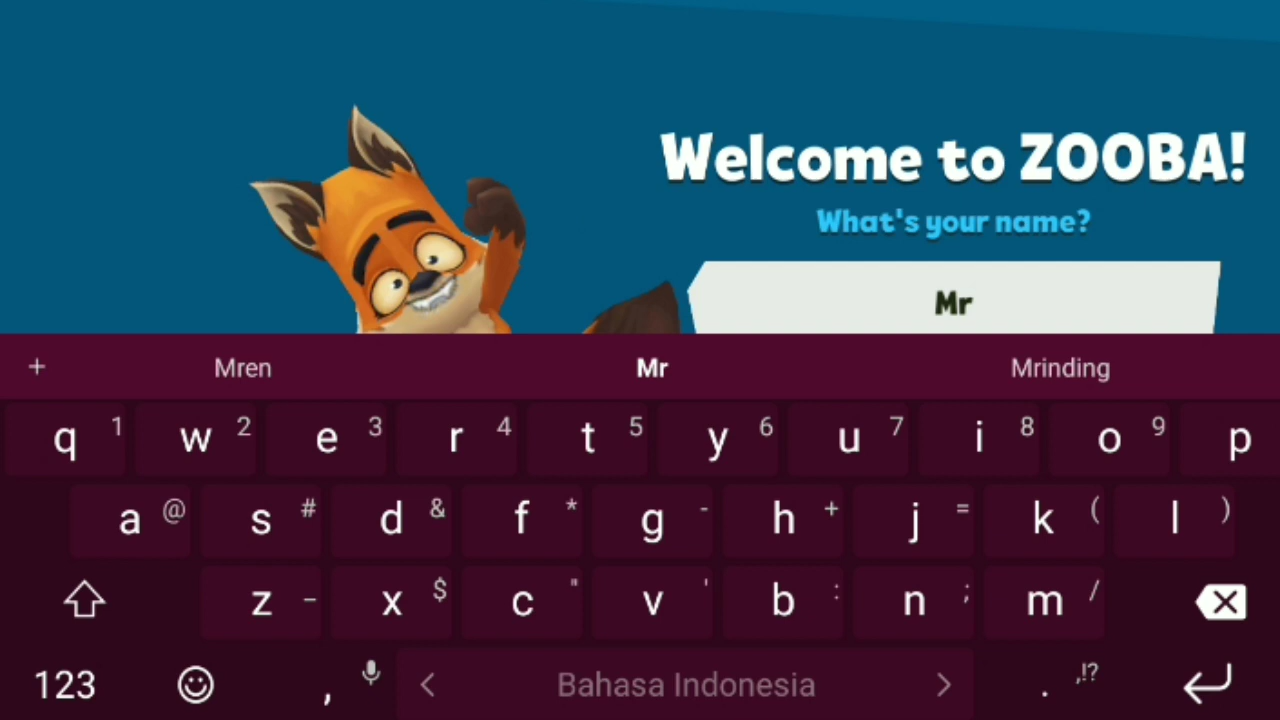 Welcome to ZOOBA!
What's your name?
Mr
+ Mren Mr Mrinding
q 1 w 2 e 3 r 4 t 5 y 6 u 7 i 8 o 9 p
a @ s # d & f * g - h + j = k ( l )
z _ x $ c " v ' b : n ; m /
123 , < Bahasa Indonesia > . ,!?